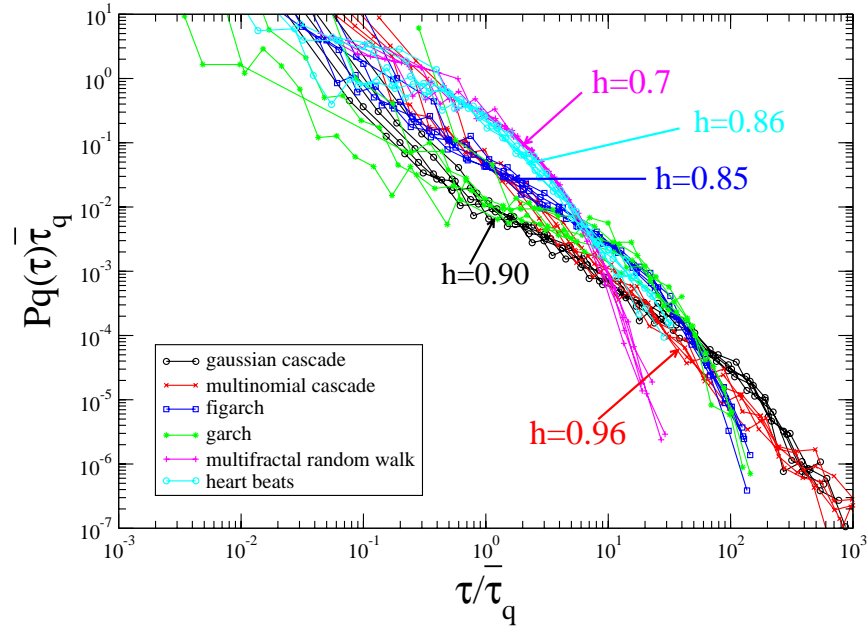 10^1
10^0
10^-1
10^-2
10^-3
10^-4
10^-5
10^-6
10^-7
Pq(τ)τ̅_q
h=0.7
h=0.86
h=0.85
h=0.90
h=0.96
gaussian cascade
multinomial cascade
figarch
garch
multifractal random walk
heart beats
10^-3 10^-2 10^-1 10^0 10^1 10^2 10^3
τ/τ̅_q